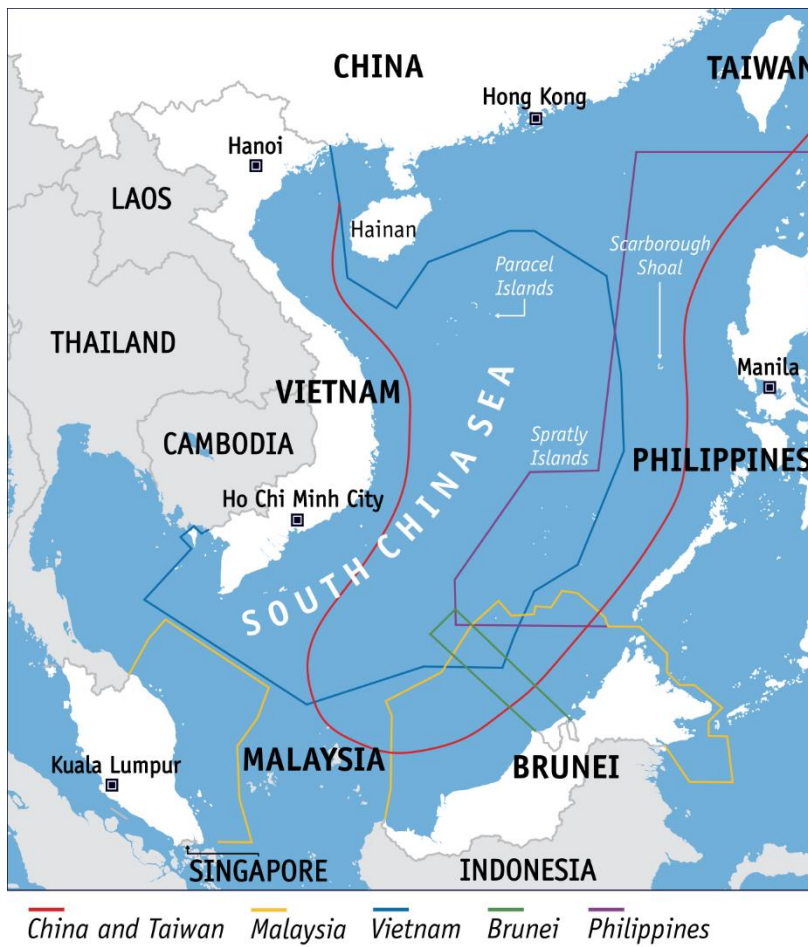 CHINA
TAIWAN
Hong Kong
Hanoi
LAOS
Hainan
Scarborough
Shoal
Paracel
Islands
THAILAND
VIETNAM
Manila
CAMBODIA
Spratly
Islands
PHILIPPINES
Ho Chi Minh City
SOUTH CHINA SEA
MALAYSIA
BRUNEI
Kuala Lumpur
SINGAPORE
INDONESIA
China and Taiwan Malaysia Vietnam Brunei Philippines